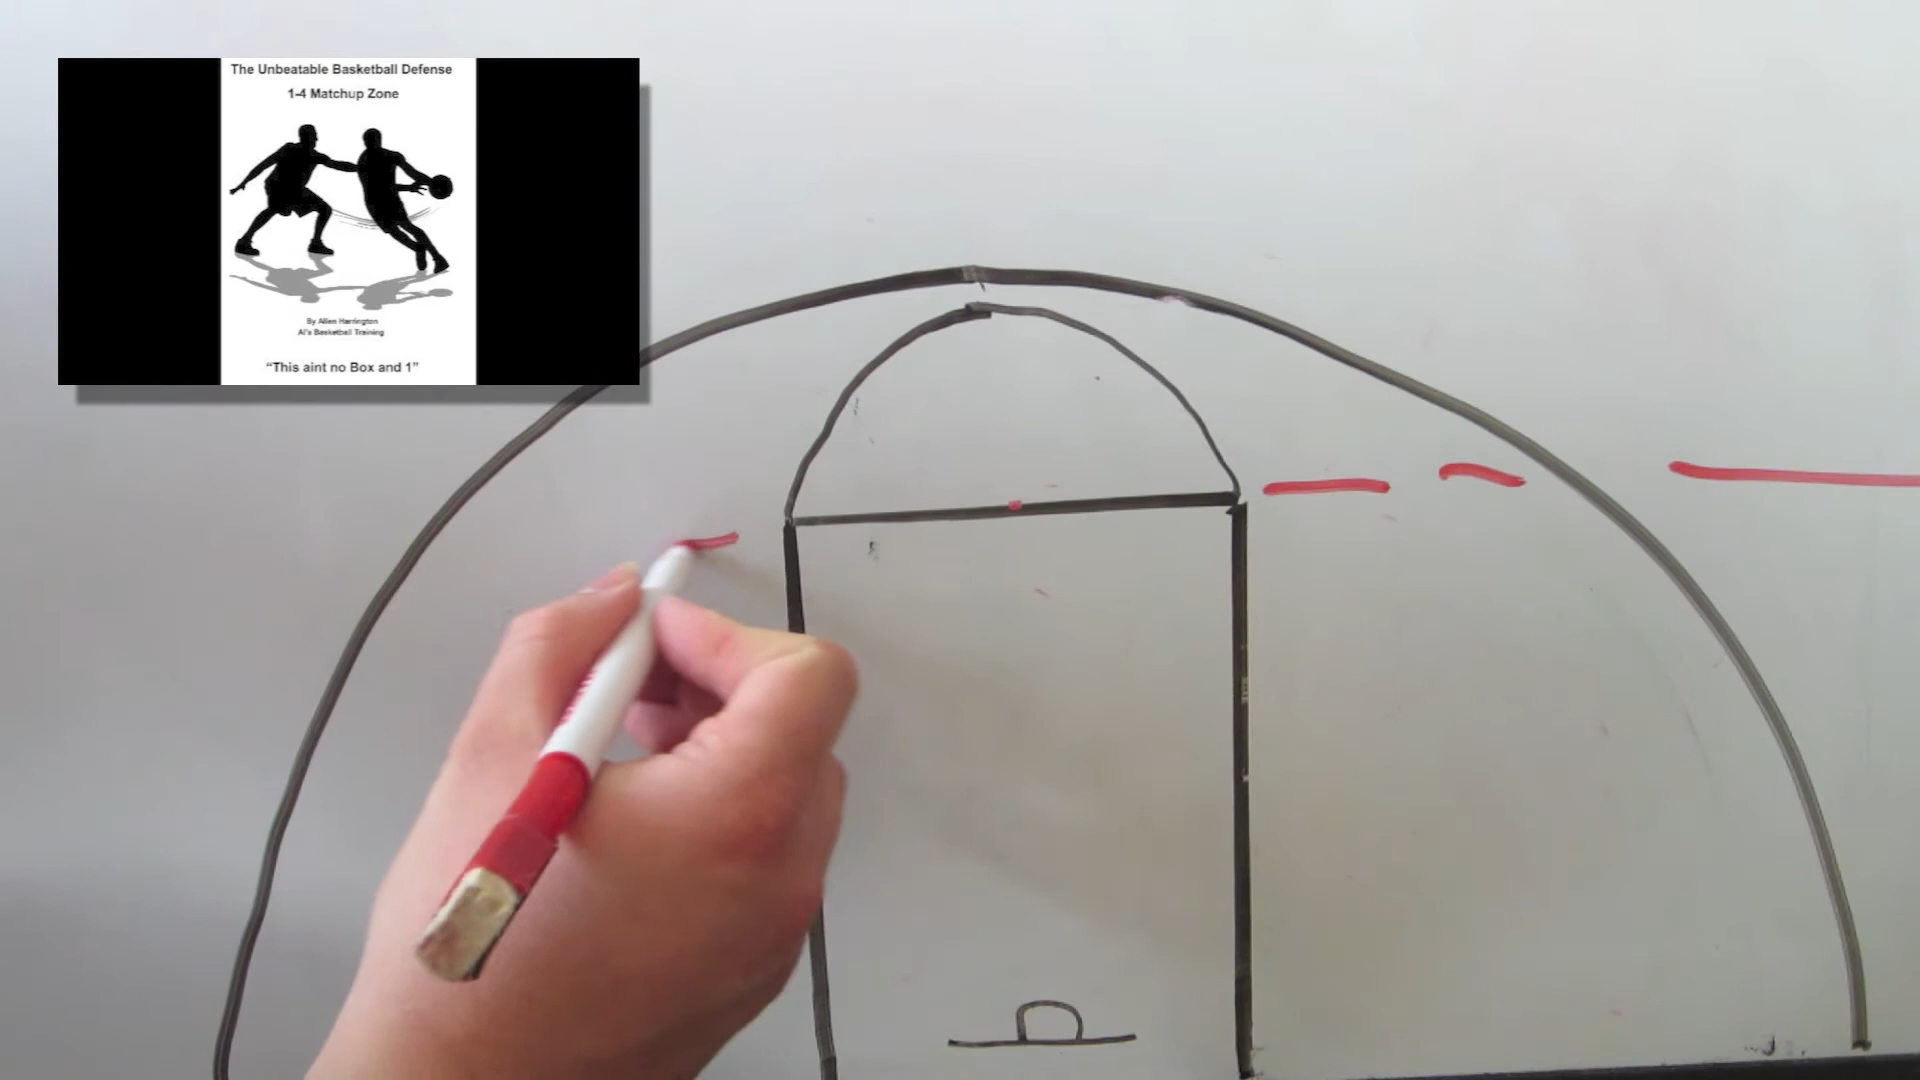 The Unbeatable Basketball Defense
1-4 Matchup Zone
By Allen Harrington
Al's Basketball Training
“This aint no Box and 1”